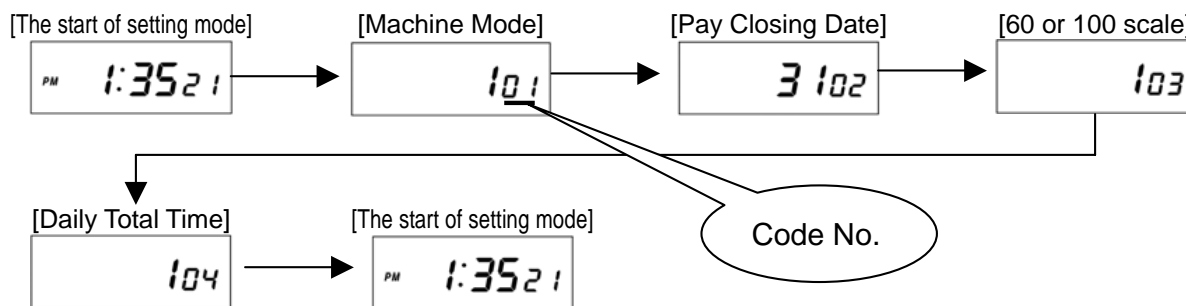 [The start of setting mode]
[Machine Mode]
[Pay Closing Date]
[60 or 100 scale]
PM 1:35 21
1 01
31 02
1 03
[Daily Total Time]
[The start of setting mode]
Code No.
1 04
PM 1:35 21